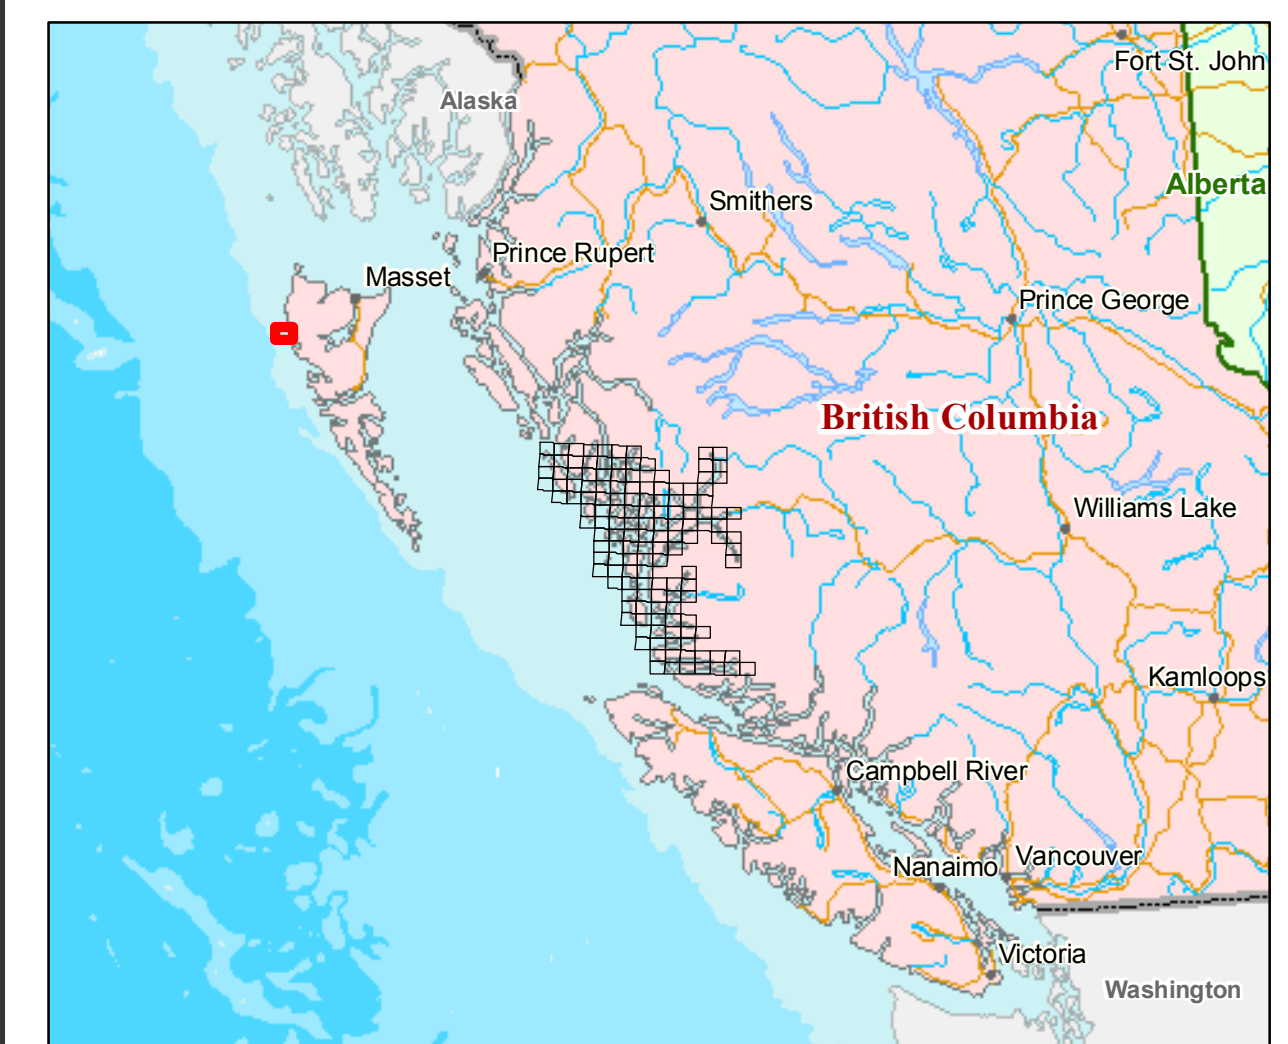 Fort St. John
Alaska
Alberta
Smithers
Prince Rupert
Masset
Prince George
British Columbia
Williams Lake
Kamloops
Campbell River
Vancouver
Nanaimo
Victoria
Washington